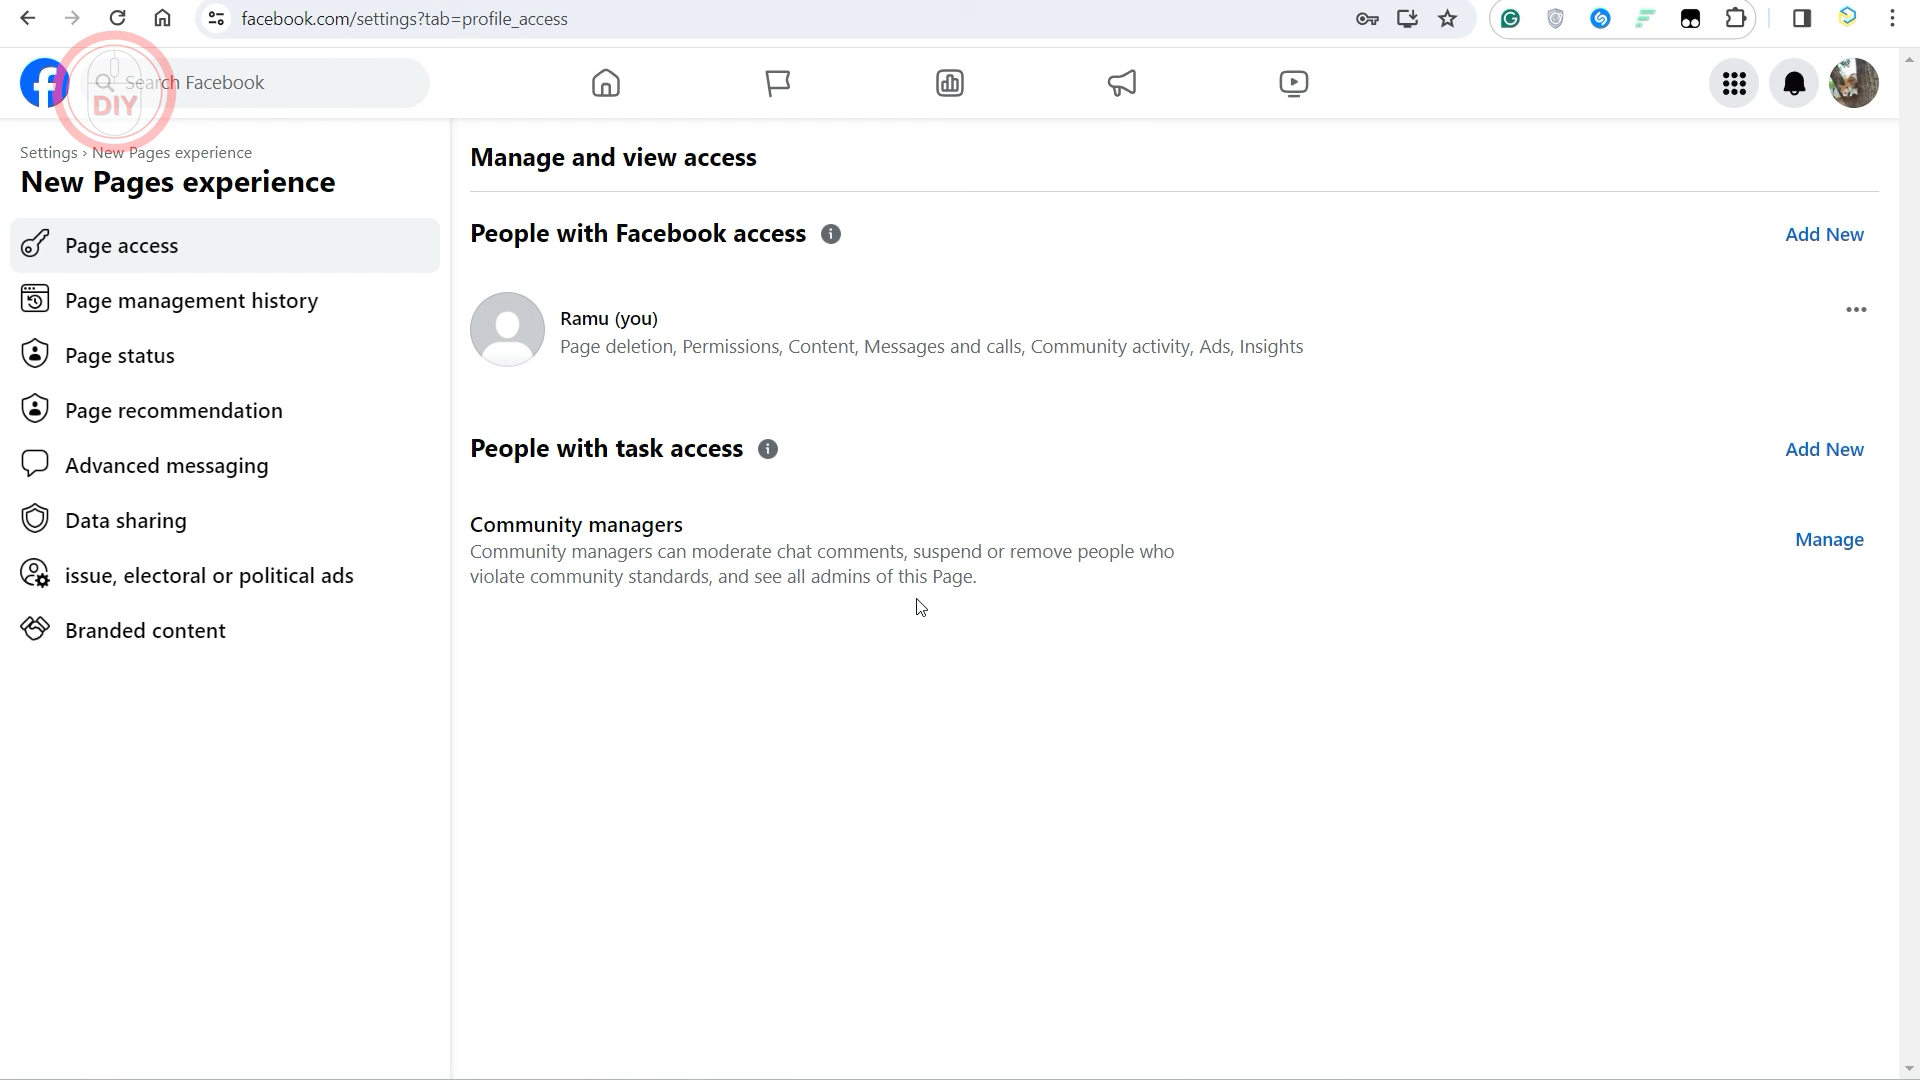 facebook.com/settings?tab=profile_access
DIY
Search Facebook
Settings › New Pages experience
New Pages experience
Page access
Page management history
Page status
Page recommendation
Advanced messaging
Data sharing
issue, electoral or political ads
Branded content
Manage and view access
People with Facebook access
Add New
Ramu (you)
Page deletion, Permissions, Content, Messages and calls, Community activity, Ads, Insights
People with task access
Add New
Community managers
Community managers can moderate chat comments, suspend or remove people who
violate community standards, and see all admins of this Page.
Manage